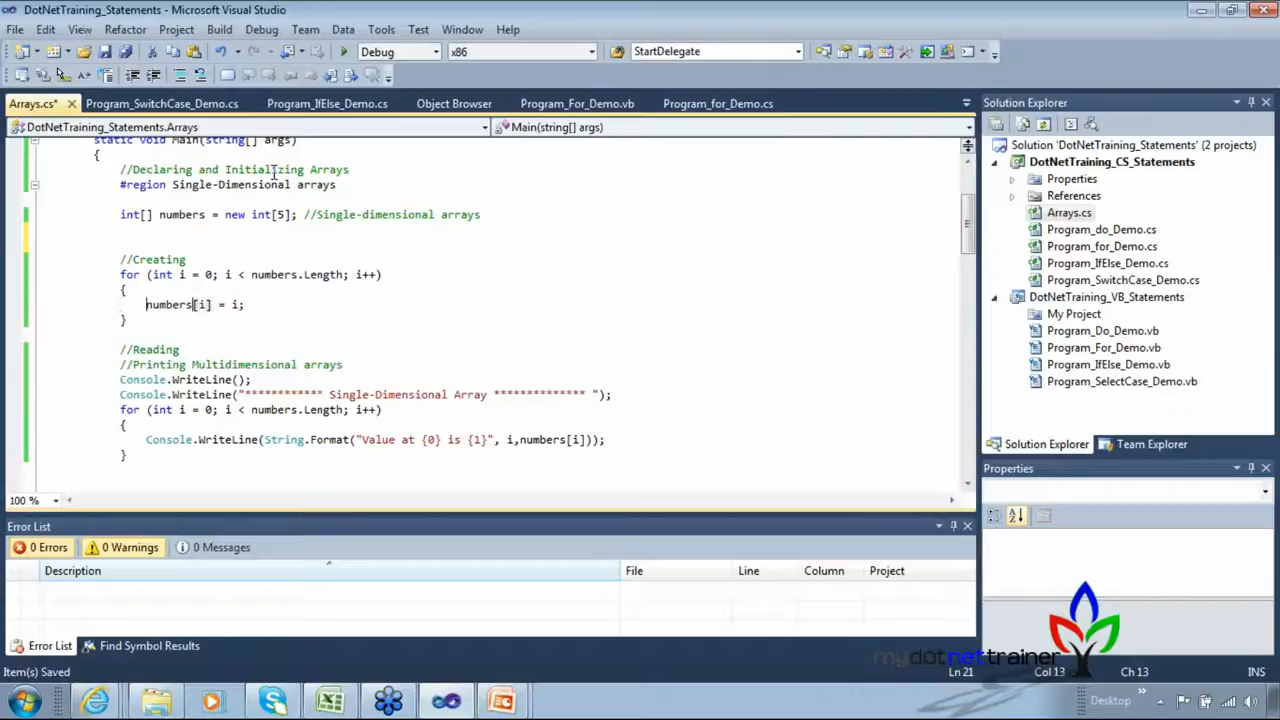 DotNetTraining_Statements - Microsoft Visual Studio
File Edit View Refactor Project Build Debug Team Data Tools Test Window Help
Debug x86 StartDelegate
Arrays.cs* Program_SwitchCase_Demo.cs Program_IfElse_Demo.cs Object Browser Program_For_Demo.vb Program_for_Demo.cs
DotNetTraining_Statements.Arrays Main(string[] args)
static void Main(string[] args)
{
//Declaring and Initializing Arrays
#region Single-Dimensional arrays
int[] numbers = new int[5]; //Single-dimensional arrays
//Creating
for (int i = 0; i < numbers.Length; i++)
{
numbers[i] = i;
}
//Reading
//Printing Multidimensional arrays
Console.WriteLine();
Console.WriteLine("************ Single-Dimensional Array ************** ");
for (int i = 0; i < numbers.Length; i++)
{
Console.WriteLine(String.Format("Value at {0} is {1}", i,numbers[i]));
}
100 %
Solution Explorer
Solution 'DotNetTraining_Statements' (2 projects)
DotNetTraining_CS_Statements
Properties
References
Arrays.cs
Program_do_Demo.cs
Program_for_Demo.cs
Program_IfElse_Demo.cs
Program_SwitchCase_Demo.cs
DotNetTraining_VB_Statements
My Project
Program_Do_Demo.vb
Program_For_Demo.vb
Program_IfElse_Demo.vb
Program_SelectCase_Demo.vb
Solution Explorer Team Explorer
Properties
Error List
0 Errors 0 Warnings 0 Messages
Description File Line Column Project
Error List Find Symbol Results
mydotnettrainer
Item(s) Saved Ln 21 Col 13 Ch 13 INS
Desktop